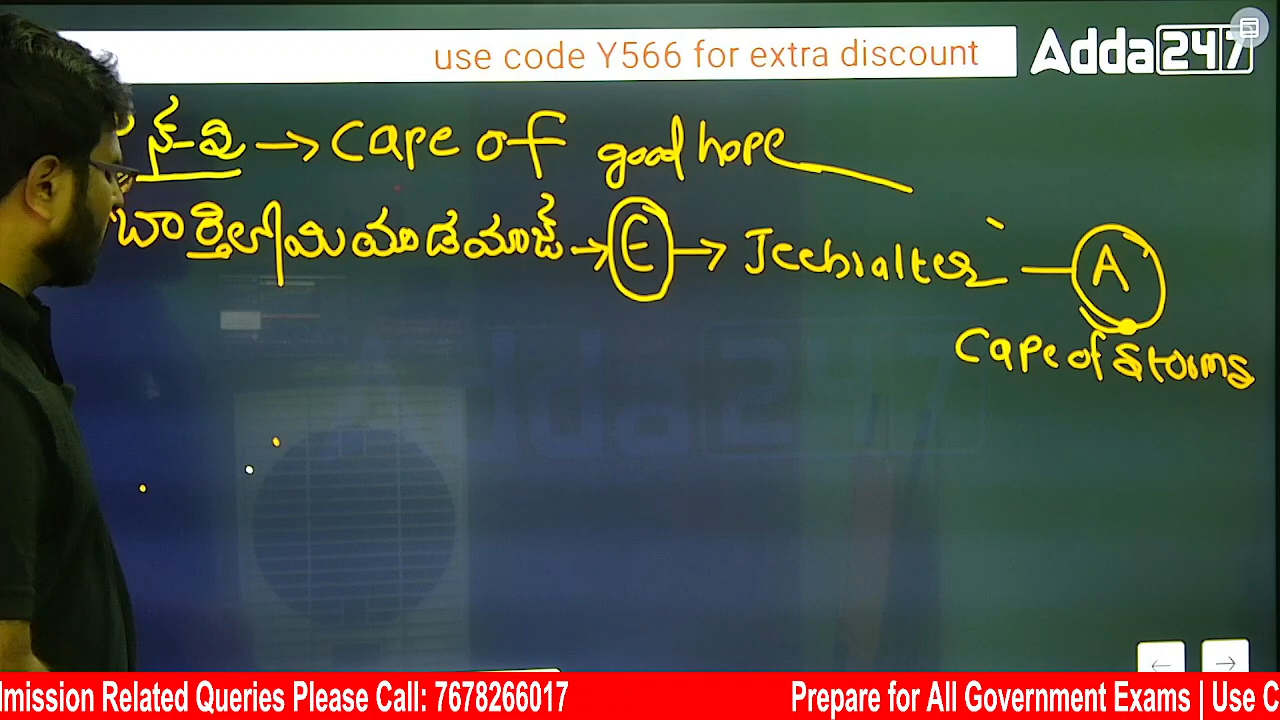 use code Y566 for extra discount
Adda247
→ cape of good hope
బార్తిలోమియుడయాజ్ → E → Jeebralter — A
Cape of Storms
dmission Related Queries Please Call: 7678266017
Prepare for All Government Exams | Use C